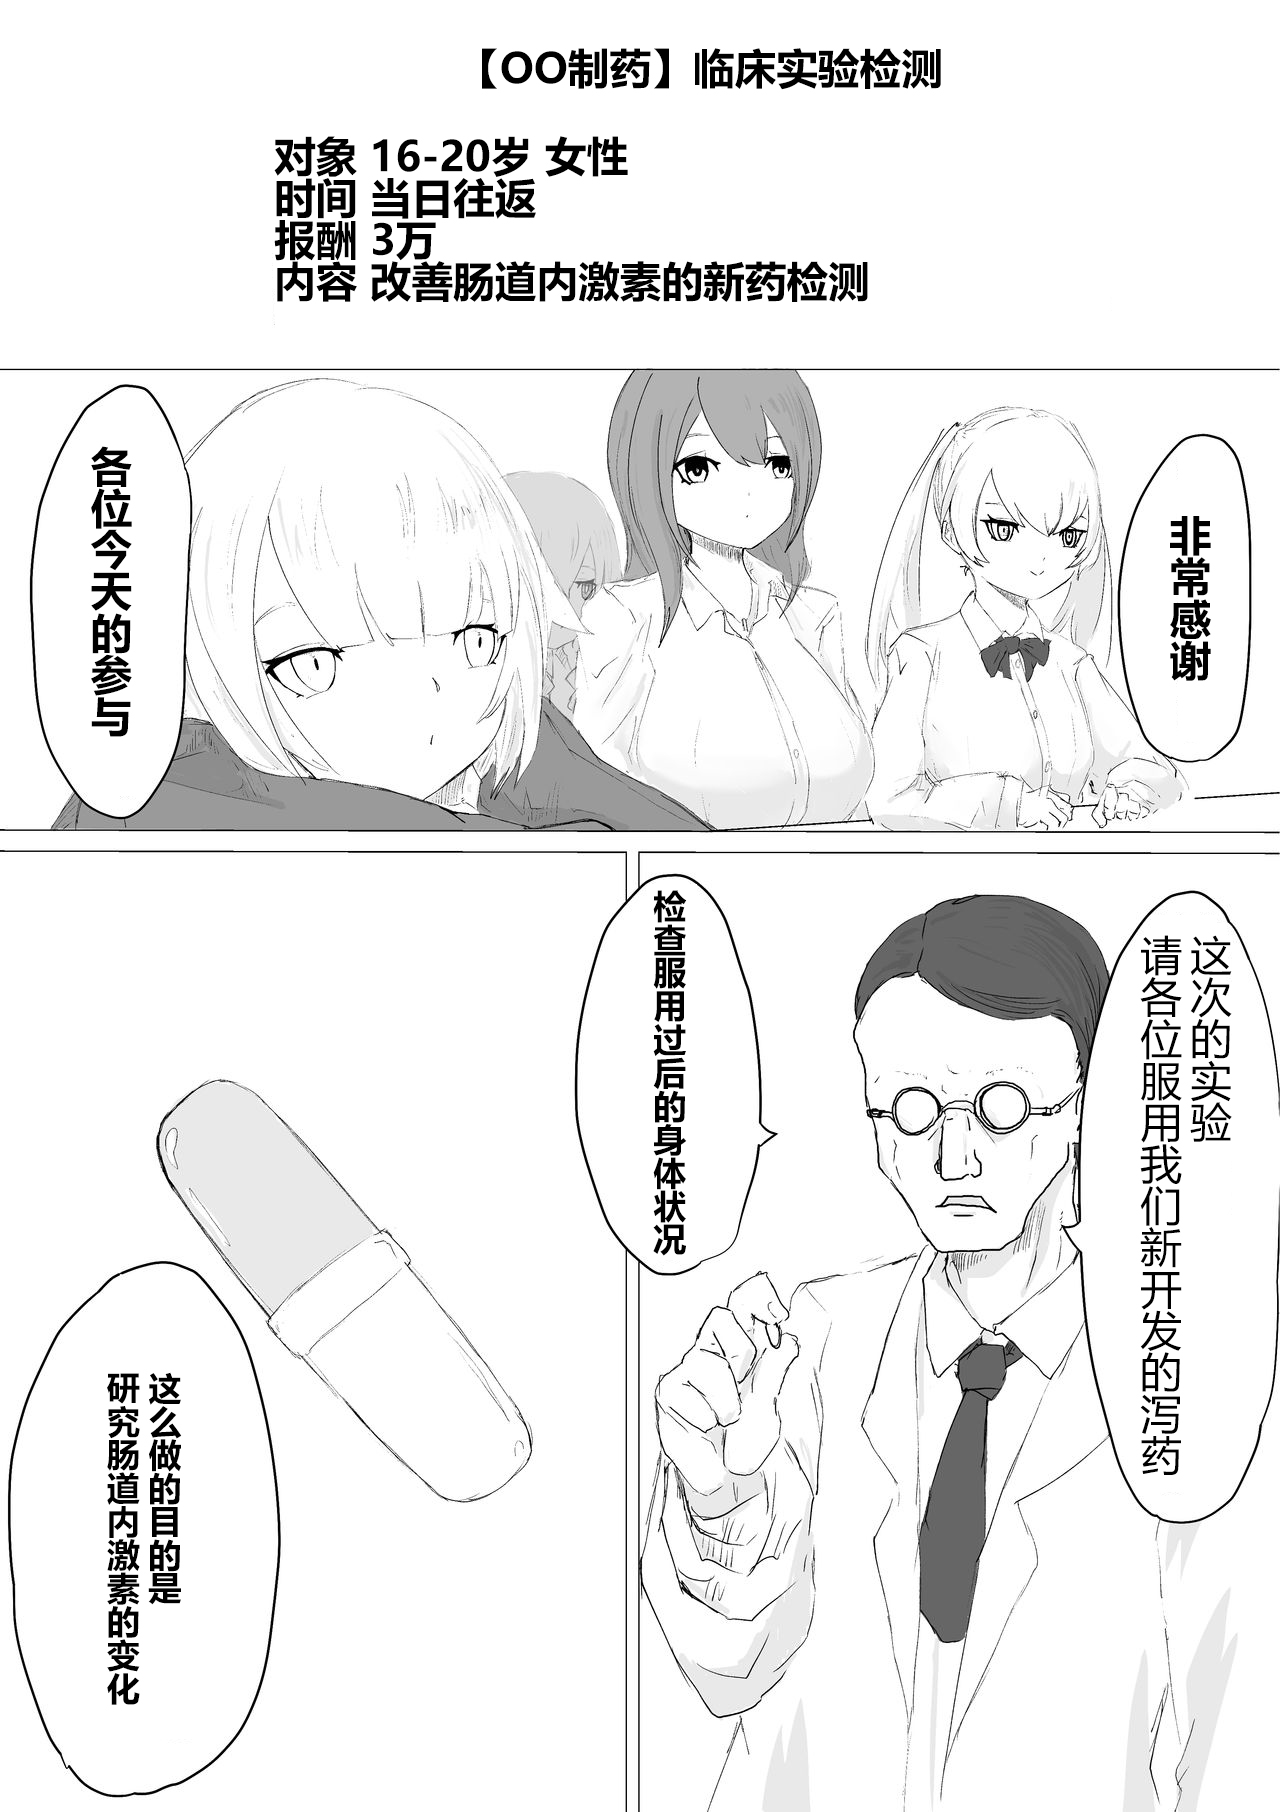 【OO制药】临床实验检测
对象 16-20岁 女性
时间 当日往返
报酬 3万
内容 改善肠道内激素的新药检测
非常感谢
各位今天的参与
这次的实验
请各位服用我们新开发的泻药
检查服用过后的身体状况
这么做的目的是
研究肠道内激素的变化